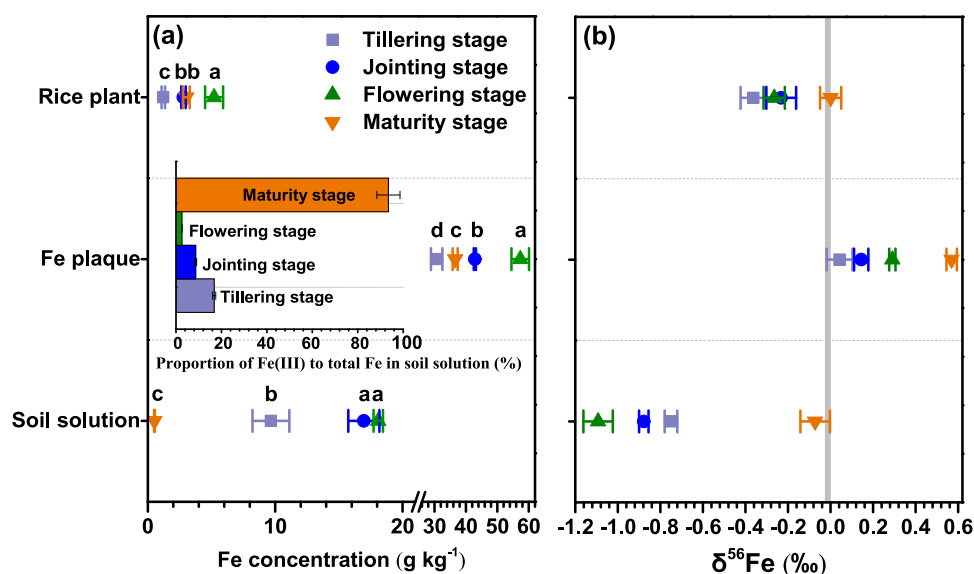 (a)
Tillering stage
Jointing stage
Flowering stage
Maturity stage
(b)
c bb a
Rice plant
Maturity stage
Flowering stage
Jointing stage
Tillering stage
0 20 40 60 80 100
Proportion of Fe(III) to total Fe in soil solution (%)
d c b a
Fe plaque
c b aa
Soil solution
0 10 20 30 40 50 60
Fe concentration (g kg⁻¹)
-1.2 -1.0 -0.8 -0.6 -0.4 -0.2 0.0 0.2 0.4 0.6
δ⁵⁶Fe (‰)